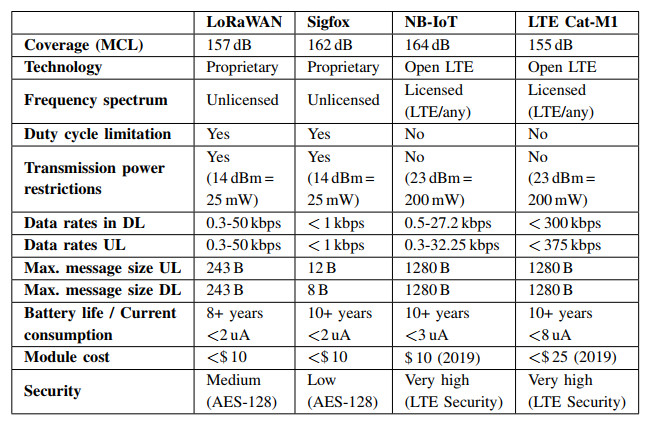 LoRaWAN Sigfox NB-IoT LTE Cat-M1
Coverage (MCL) 157 dB 162 dB 164 dB 155 dB
Technology Proprietary Proprietary Open LTE Open LTE
Frequency spectrum Unlicensed Unlicensed Licensed (LTE/any) Licensed (LTE/any)
Duty cycle limitation Yes Yes No No
Transmission power restrictions Yes (14 dBm = 25 mW) Yes (14 dBm = 25 mW) No (23 dBm = 200 mW) No (23 dBm = 200 mW)
Data rates in DL 0.3-50 kbps < 1 kbps 0.5-27.2 kbps < 300 kbps
Data rates UL 0.3-50 kbps < 1 kbps 0.3-32.25 kbps < 375 kbps
Max. message size UL 243 B 12 B 1280 B 1280 B
Max. message size DL 243 B 8 B 1280 B 1280 B
Battery life / Current consumption 8+ years <2 uA 10+ years <2 uA 10+ years <3 uA 10+ years <8 uA
Module cost <$ 10 <$ 10 $ 10 (2019) <$ 25 (2019)
Security Medium (AES-128) Low (AES-128) Very high (LTE Security) Very high (LTE Security)